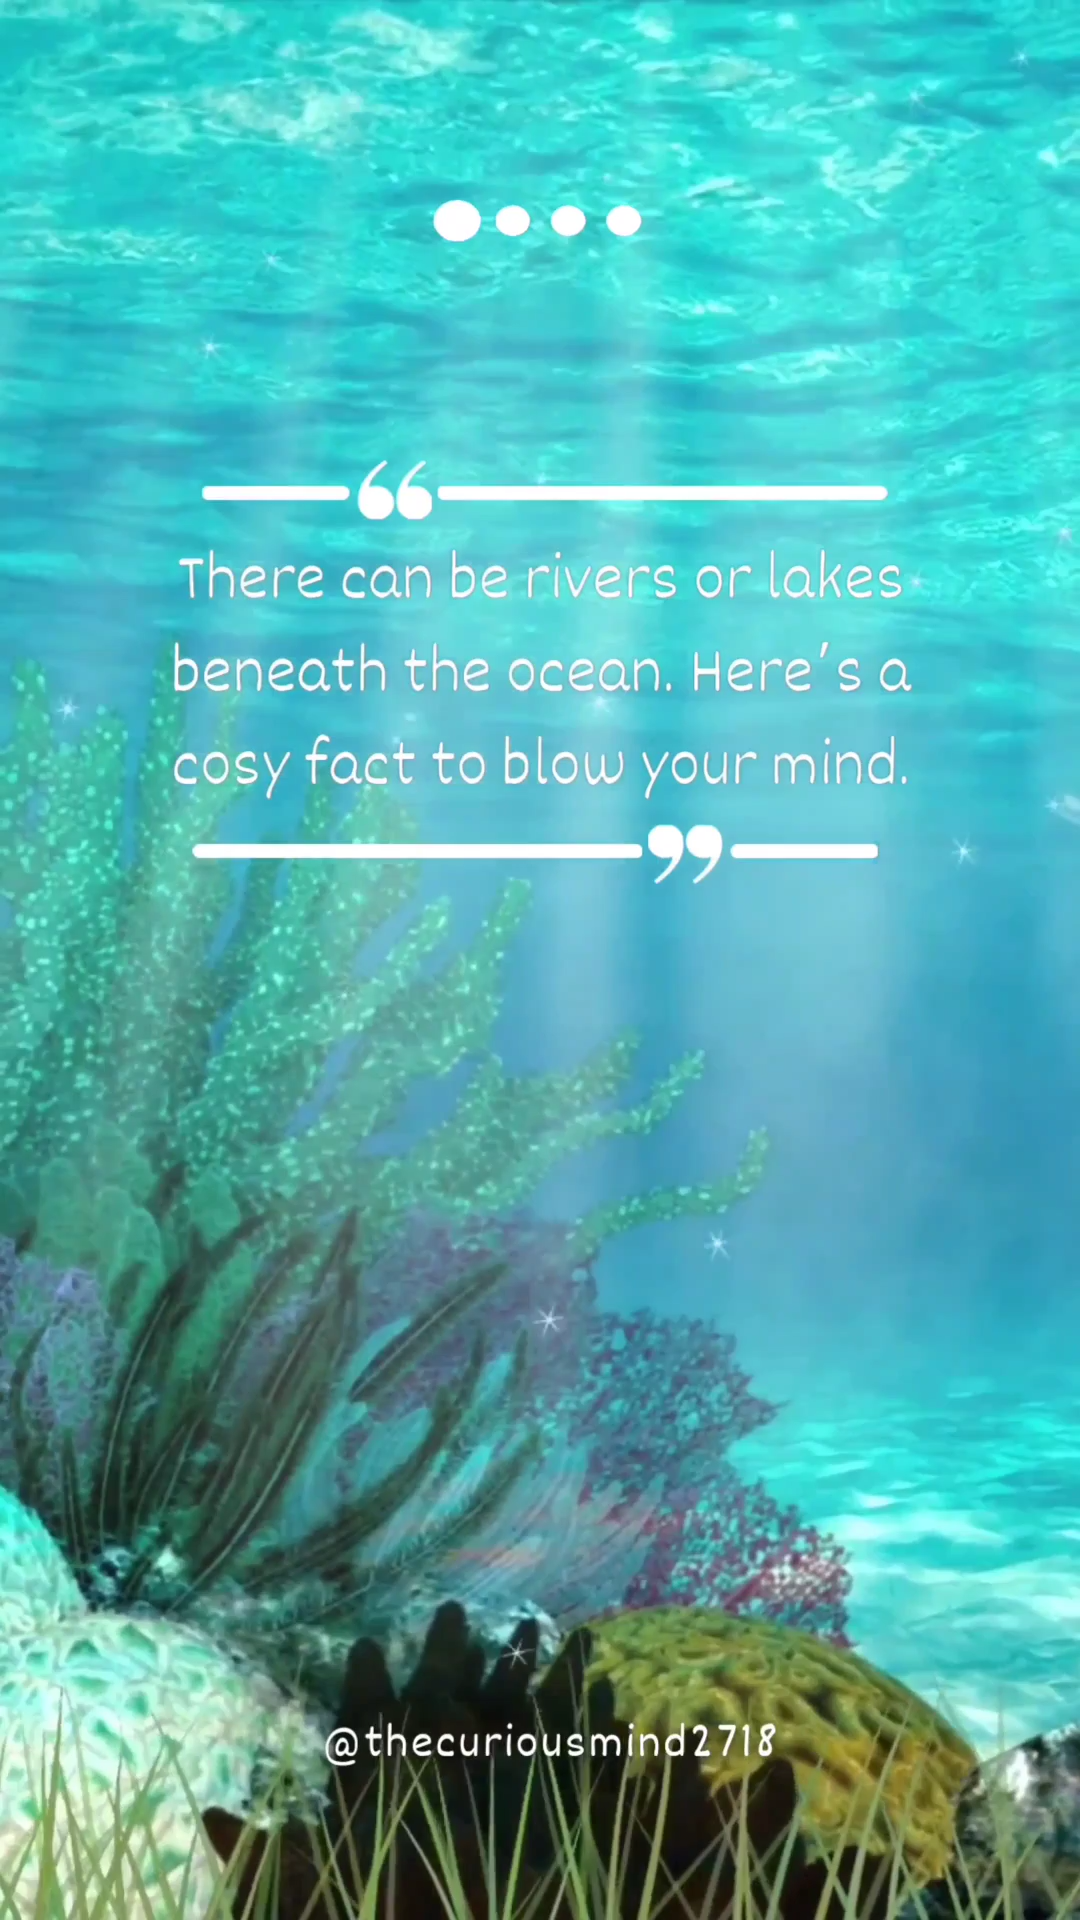 There can be rivers or lakes
beneath the ocean. Here's a
cosy fact to blow your mind.
@thecuriousmind2718